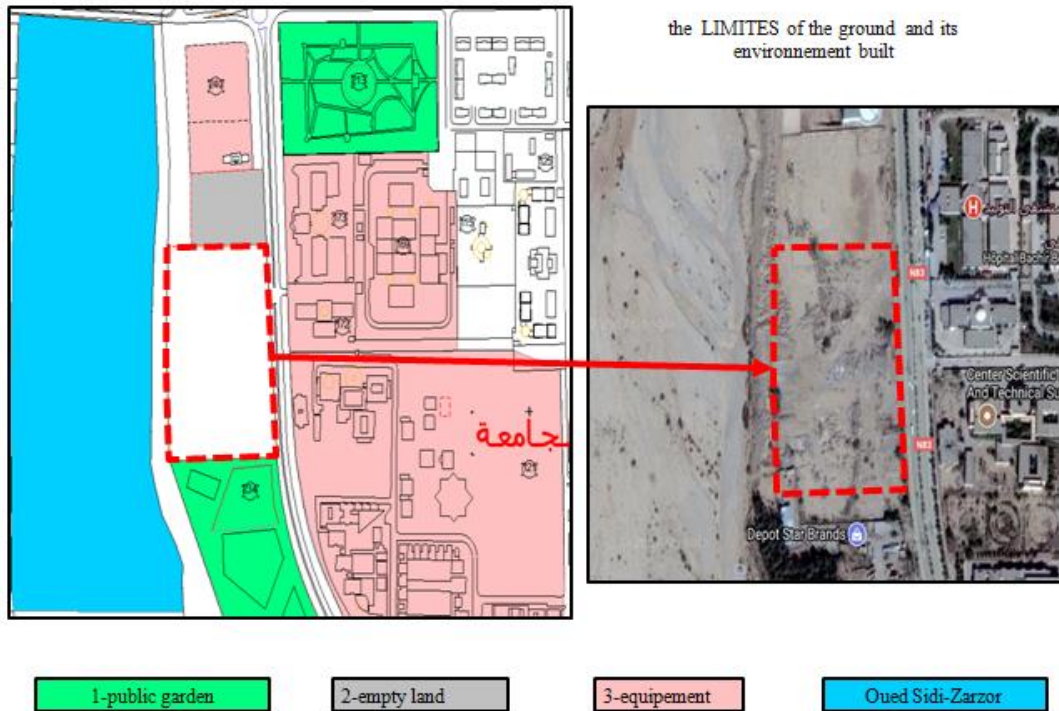 the LIMITES of the ground and its
environnement built
جامعة
N83
Hopital Bachir B
Center Scientific
And Technical Su
N83
Depot Star Brands
1-public garden
2-empty land
3-equipement
Oued Sidi-Zarzor